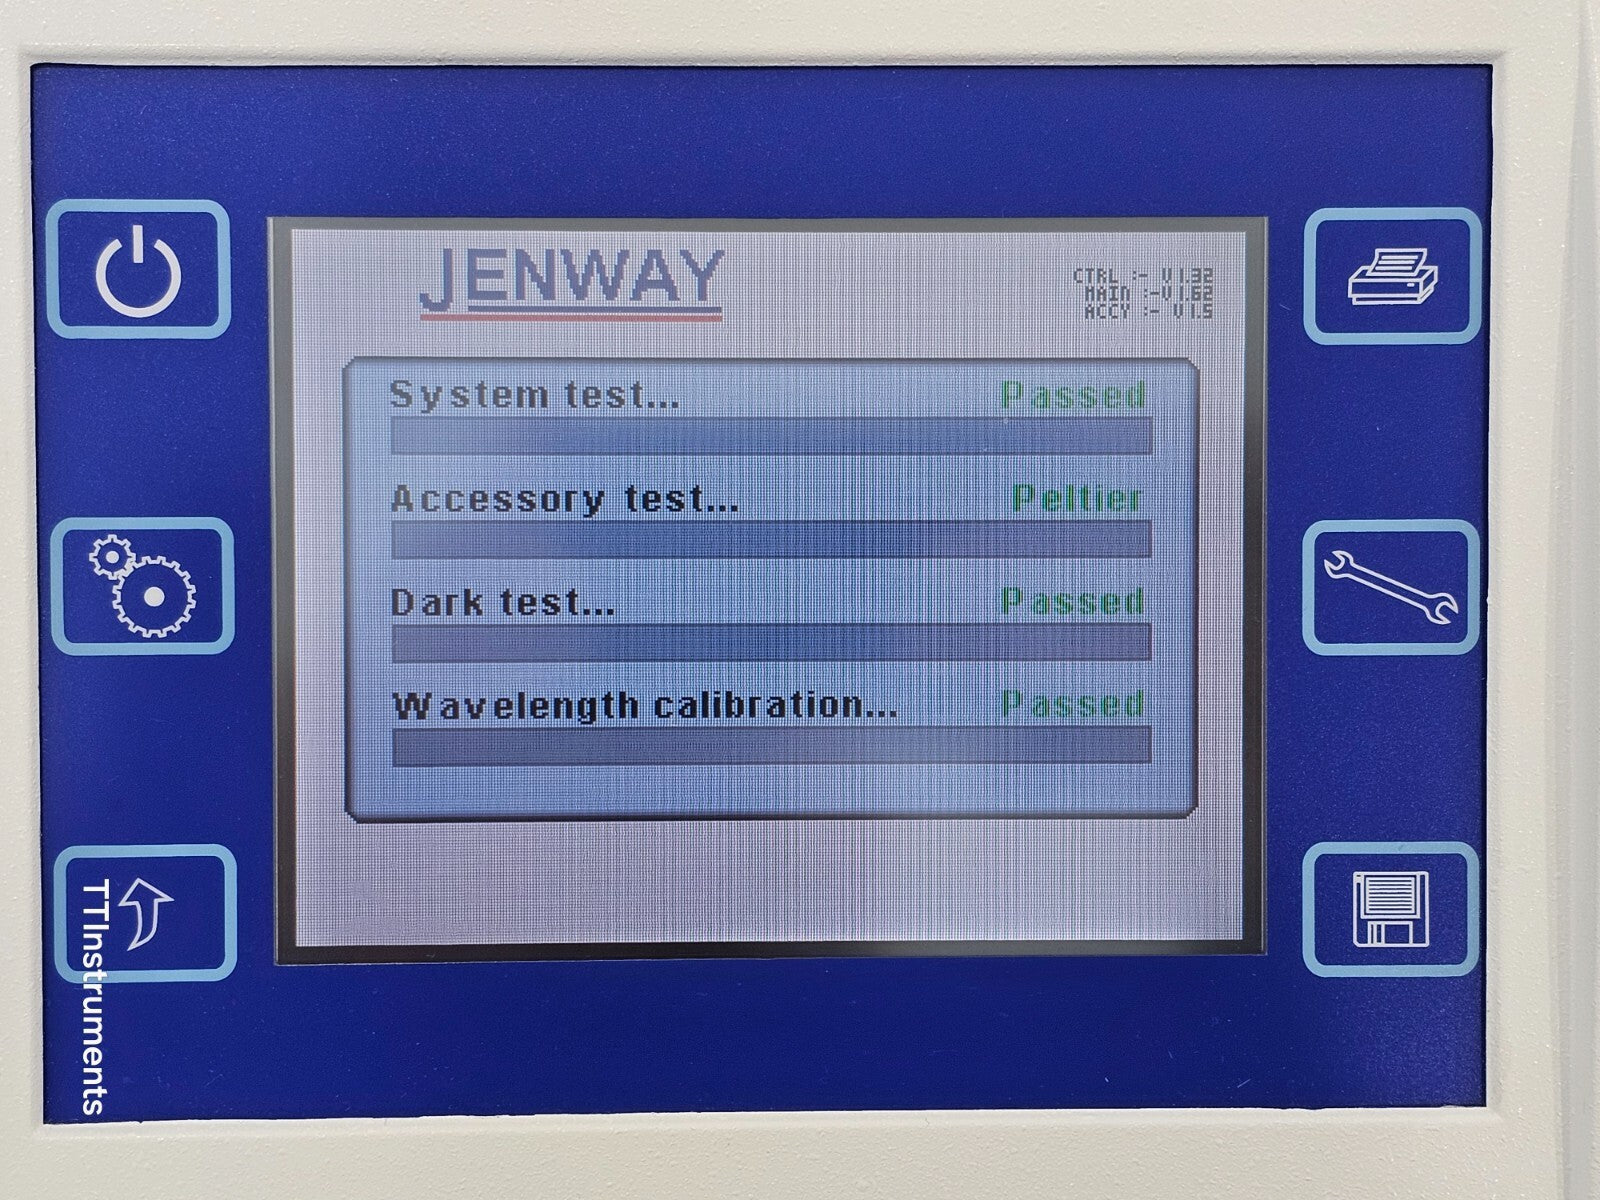 JENWAY
CTRL :- V1.32
MAIN :-V1.62
ACCY :- V1.5
System test... Passed
Accessory test... Peltier
Dark test... Passed
Wavelength calibration... Passed
TTInstruments